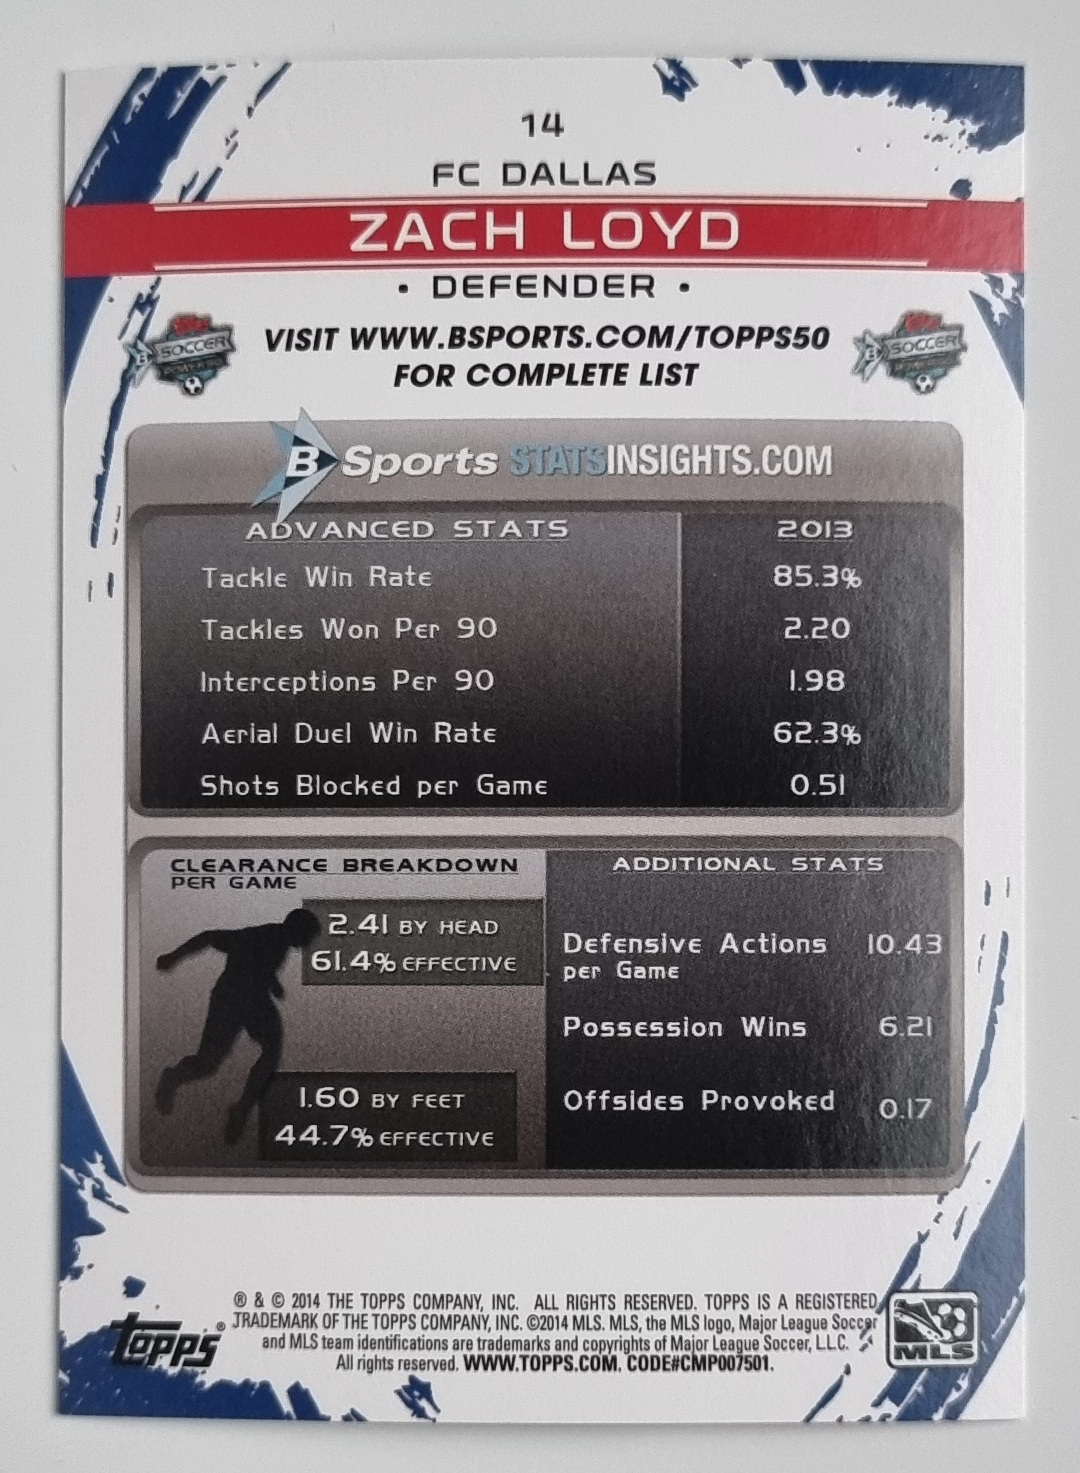 14
FC DALLAS
ZACH LOYD
• DEFENDER •
SOCCER
VISIT WWW.BSPORTS.COM/TOPPS50
FOR COMPLETE LIST
SOCCER
B Sports STATSINSIGHTS.COM
ADVANCED STATS 2013
Tackle Win Rate 85.3%
Tackles Won Per 90 2.20
Interceptions Per 90 1.98
Aerial Duel Win Rate 62.3%
Shots Blocked per Game 0.51
CLEARANCE BREAKDOWN
PER GAME
2.41 BY HEAD
61.4% EFFECTIVE
1.60 BY FEET
44.7% EFFECTIVE
ADDITIONAL STATS
Defensive Actions 10.43
per Game
Possession Wins 6.21
Offsides Provoked 0.17
® & © 2014 THE TOPPS COMPANY, INC. ALL RIGHTS RESERVED. TOPPS IS A REGISTERED
TRADEMARK OF THE TOPPS COMPANY, INC. ©2014 MLS. MLS, the MLS logo, Major League Soccer
and MLS team identifications are trademarks and copyrights of Major League Soccer, L.L.C.
All rights reserved. WWW.TOPPS.COM. CODE#CMP007501.
topps®
MLS